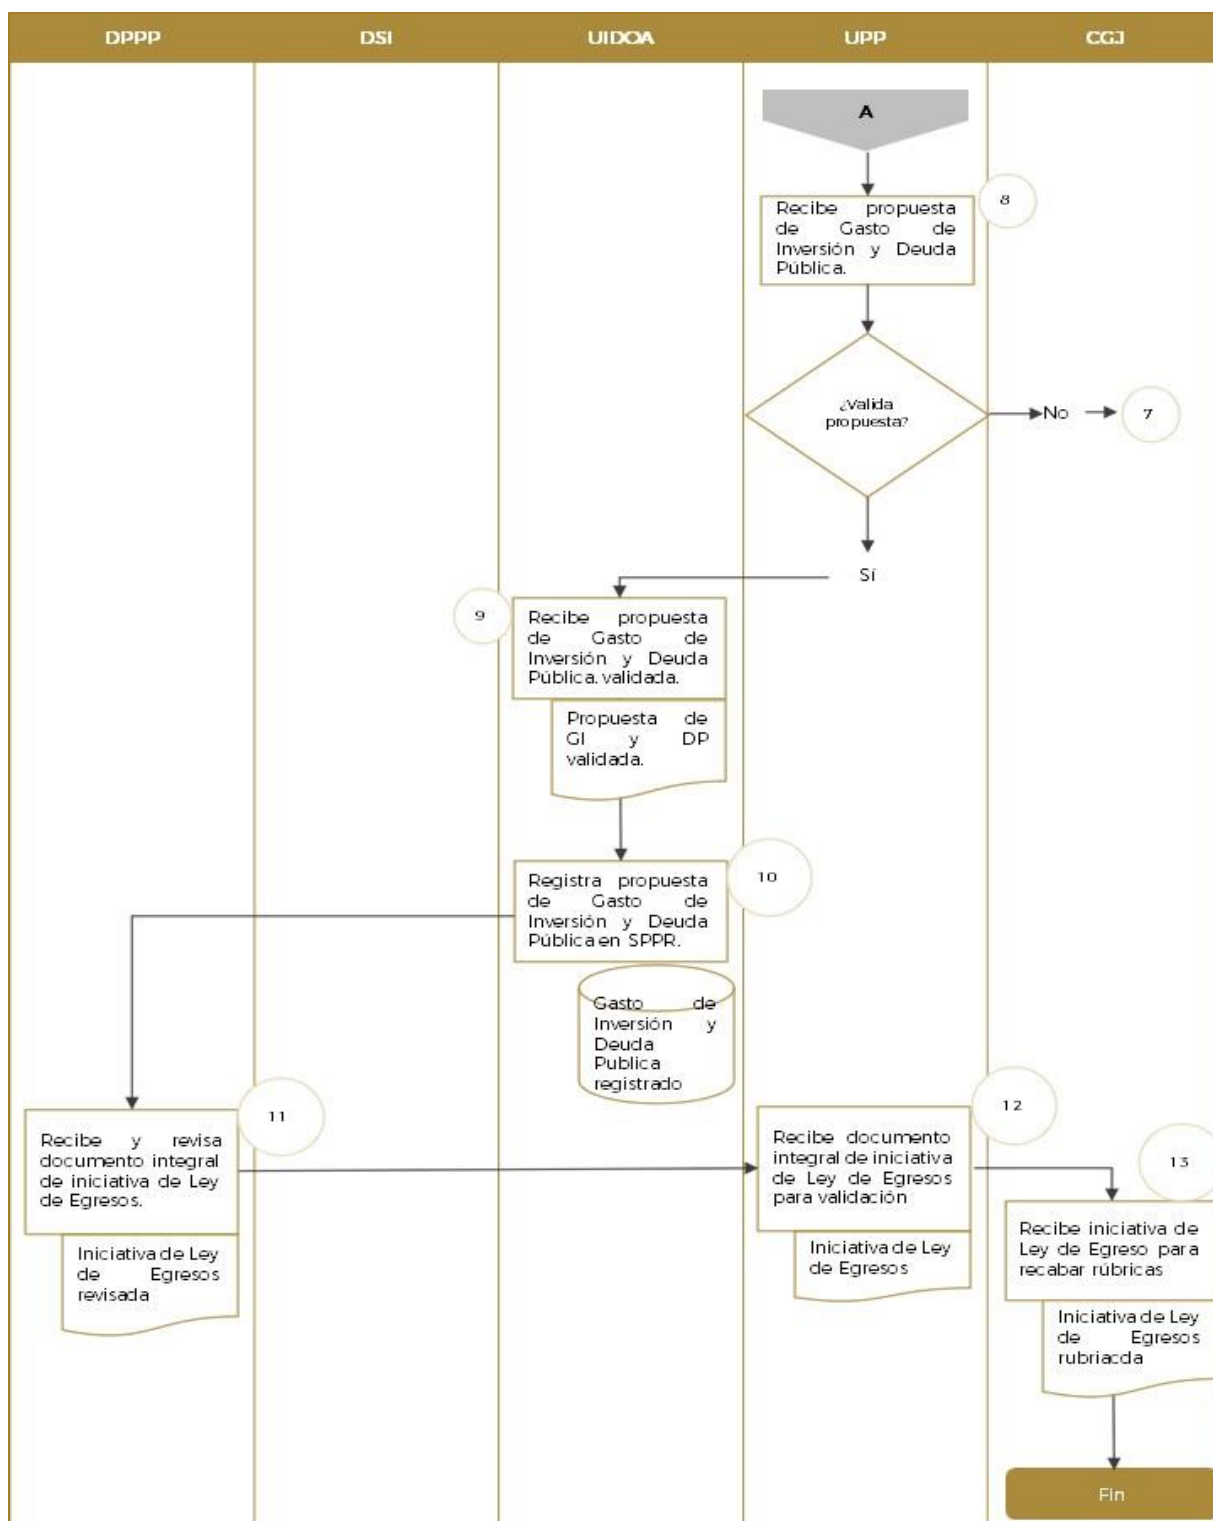 DPPP
DSI
UIDOA
UPP
CGJ
A
8
Recibe propuesta
de Gasto de
Inversión y Deuda
Pública.
¿Valida
propuesta?
No
7
Sí
9
Recibe propuesta
de Gasto de
Inversión y Deuda
Pública. validada.
Propuesta de
GI y DP
validada.
10
Registra propuesta
de Gasto de
Inversión y Deuda
Pública en SPPR.
Gasto de
Inversión y
Deuda
Publica
registrado
11
Recibe y revisa
documento integral
de iniciativa de Ley
de Egresos.
Iniciativa de Ley
de Egresos
revisada
12
Recibe documento
integral de iniciativa
de Ley de Egresos
para validación
Iniciativa de Ley
de Egresos
13
Recibe iniciativa de
Ley de Egreso para
recabar rúbricas
Iniciativa de Ley
de Egresos
rubriacda
Fin